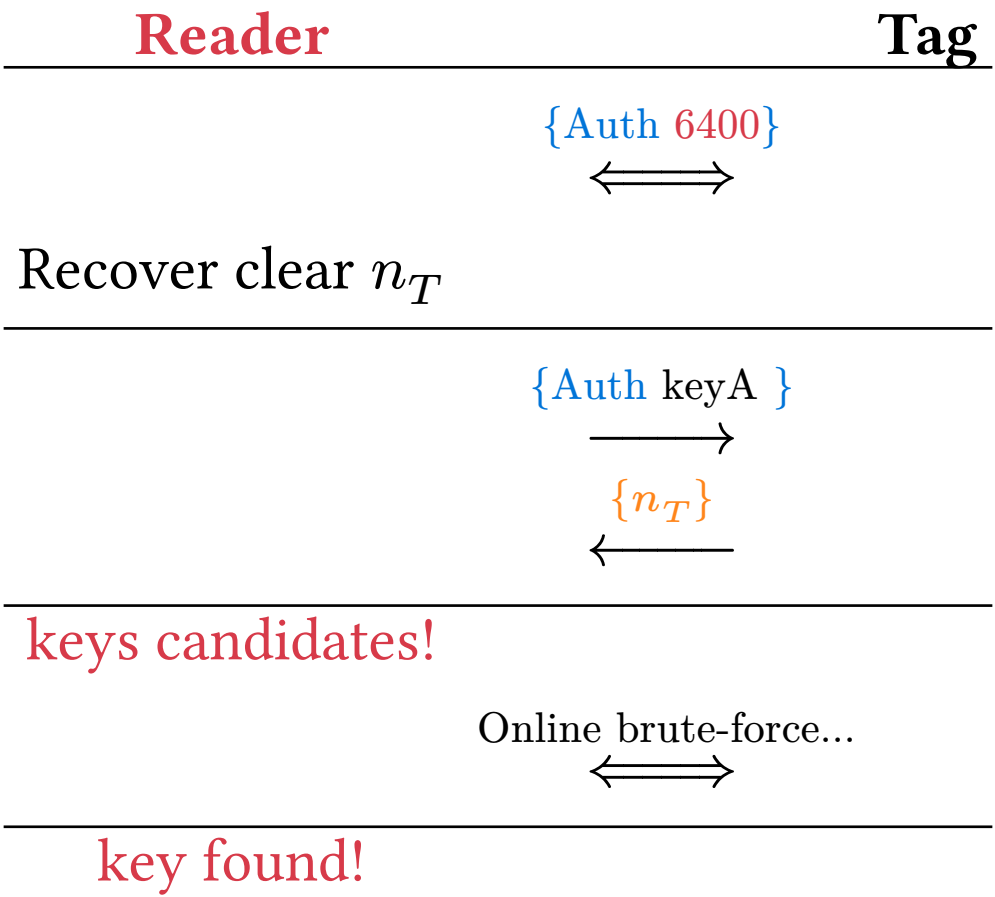 Reader Tag
{Auth 6400}
⟺
Recover clear n_T
{Auth keyA }
⟶
{n_T}
⟵
keys candidates!
Online brute-force...
⟺
key found!